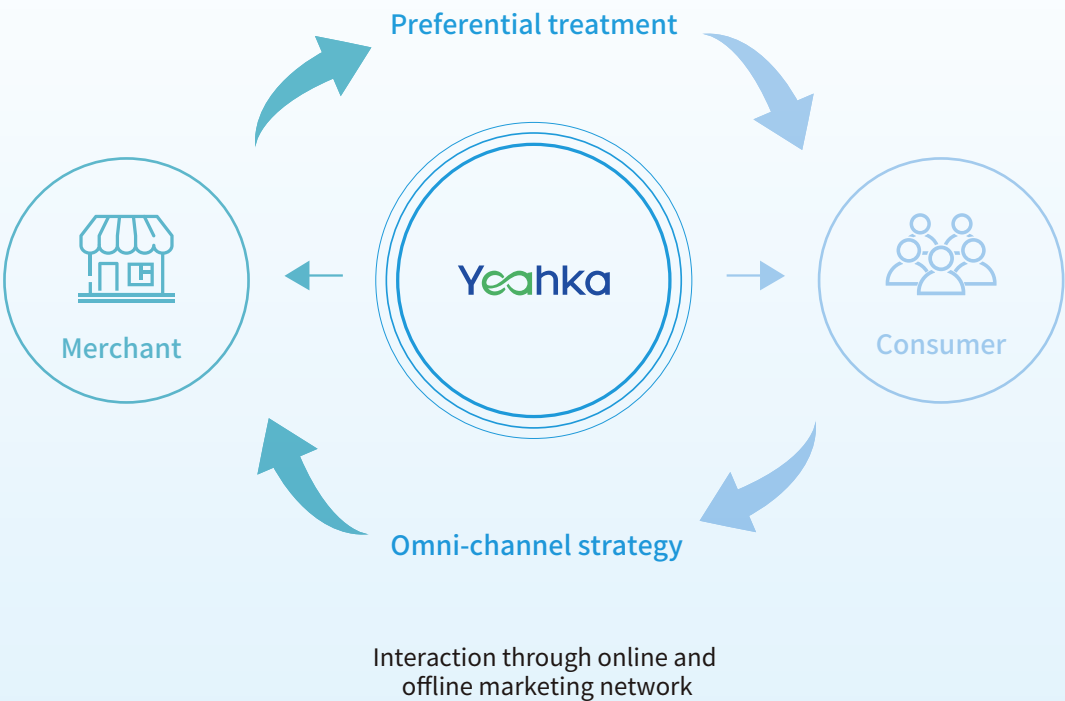 Preferential treatment
Yeahka
Merchant
Consumer
Omni-channel strategy
Interaction through online and
offline marketing network